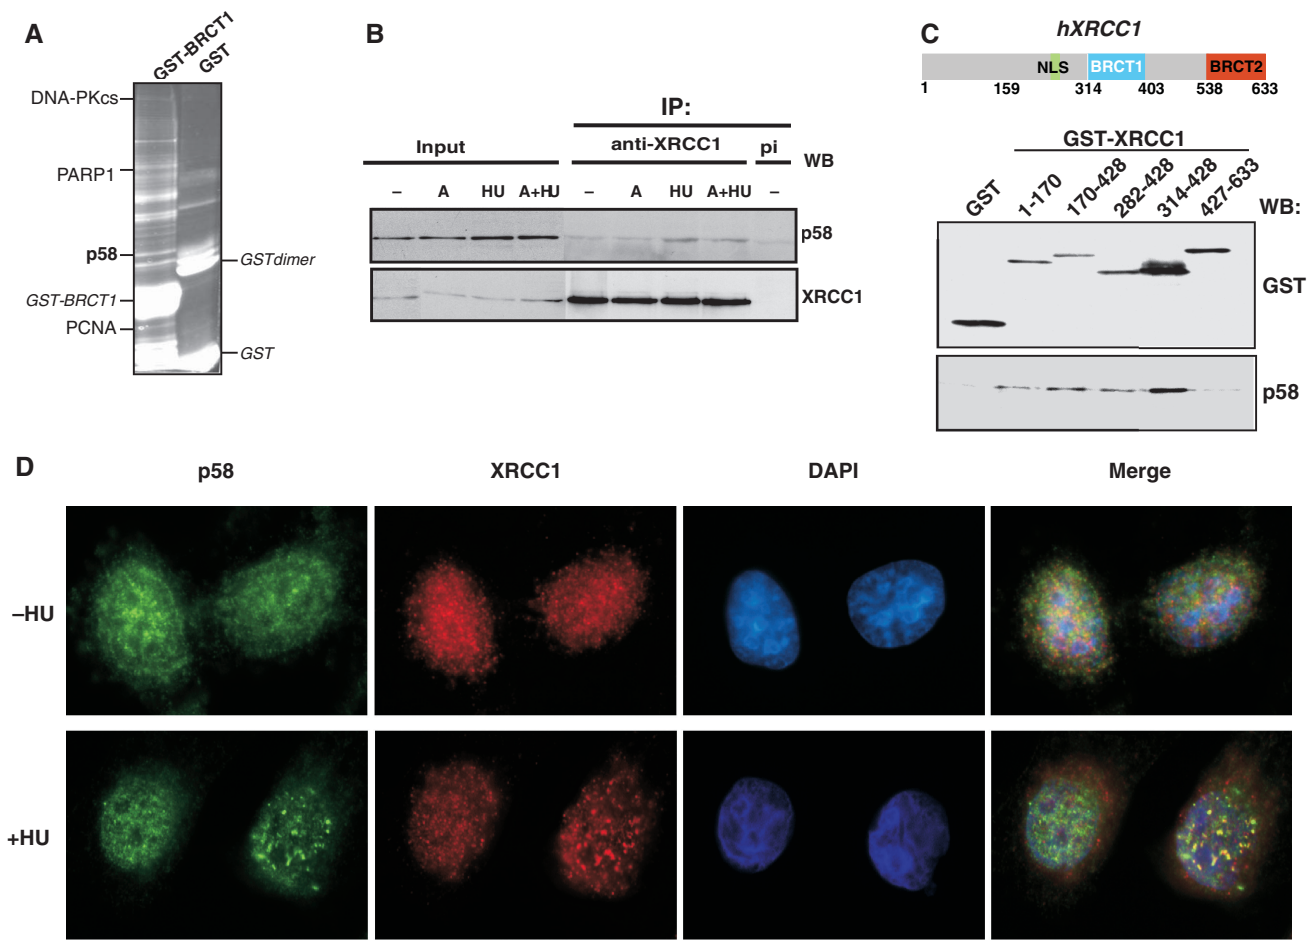 A
GST-BRCT1
GST
DNA-PKcs
PARP1
p58
GST-BRCT1
PCNA
GSTdimer
GST
B
IP:
Input
anti-XRCC1
pi
WB
– A HU A+HU – A HU A+HU –
p58
XRCC1
C
hXRCC1
NLS BRCT1 BRCT2
1 159 314 403 538 633
GST-XRCC1
GST 1-170 170-428 282-428 314-428 427-633 WB:
GST
p58
D
p58 XRCC1 DAPI Merge
–HU
+HU